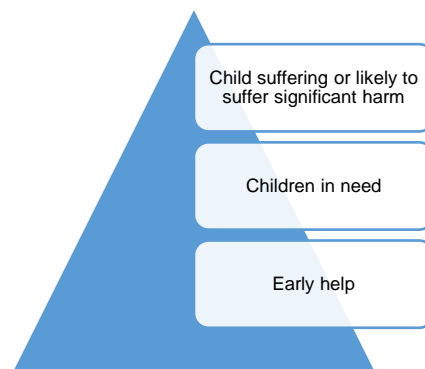 Child suffering or likely to
suffer significant harm
Children in need
Early help